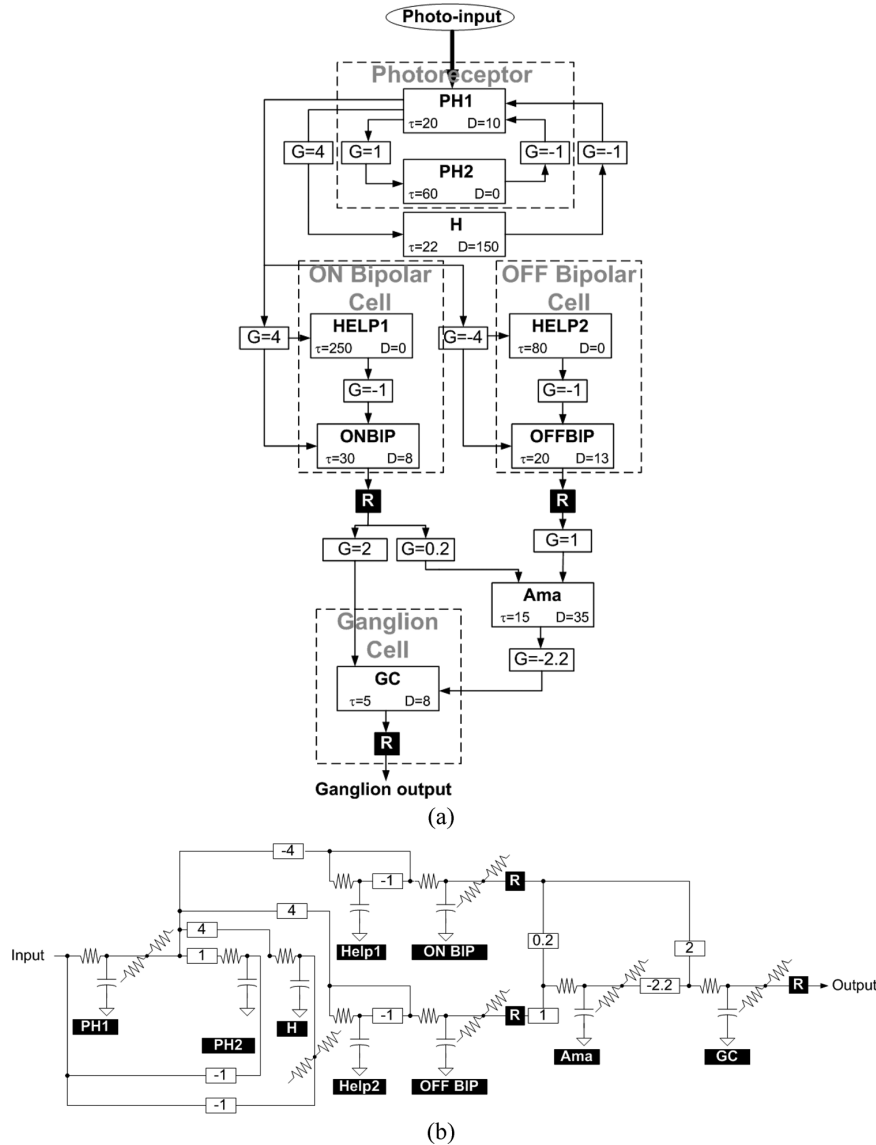 Photo-input
Photoreceptor
PH1
τ=20 D=10
G=4
G=1
G=-1
G=-1
PH2
τ=60 D=0
H
τ=22 D=150
ON Bipolar
Cell
OFF Bipolar
Cell
HELP1
τ=250 D=0
HELP2
τ=80 D=0
G=4
G=-4
G=-1
G=-1
ONBIP
τ=30 D=8
OFFBIP
τ=20 D=13
R
R
G=2
G=0.2
G=1
Ama
τ=15 D=35
Ganglion
Cell
G=-2.2
GC
τ=5 D=8
R
Ganglion output
(a)
-4
-1
R
4
Help1
ON BIP
4
0.2
2
Input
1
-2.2
R
Output
PH1
PH2
H
-1
R
1
Ama
GC
-1
Help2
OFF BIP
-1
(b)